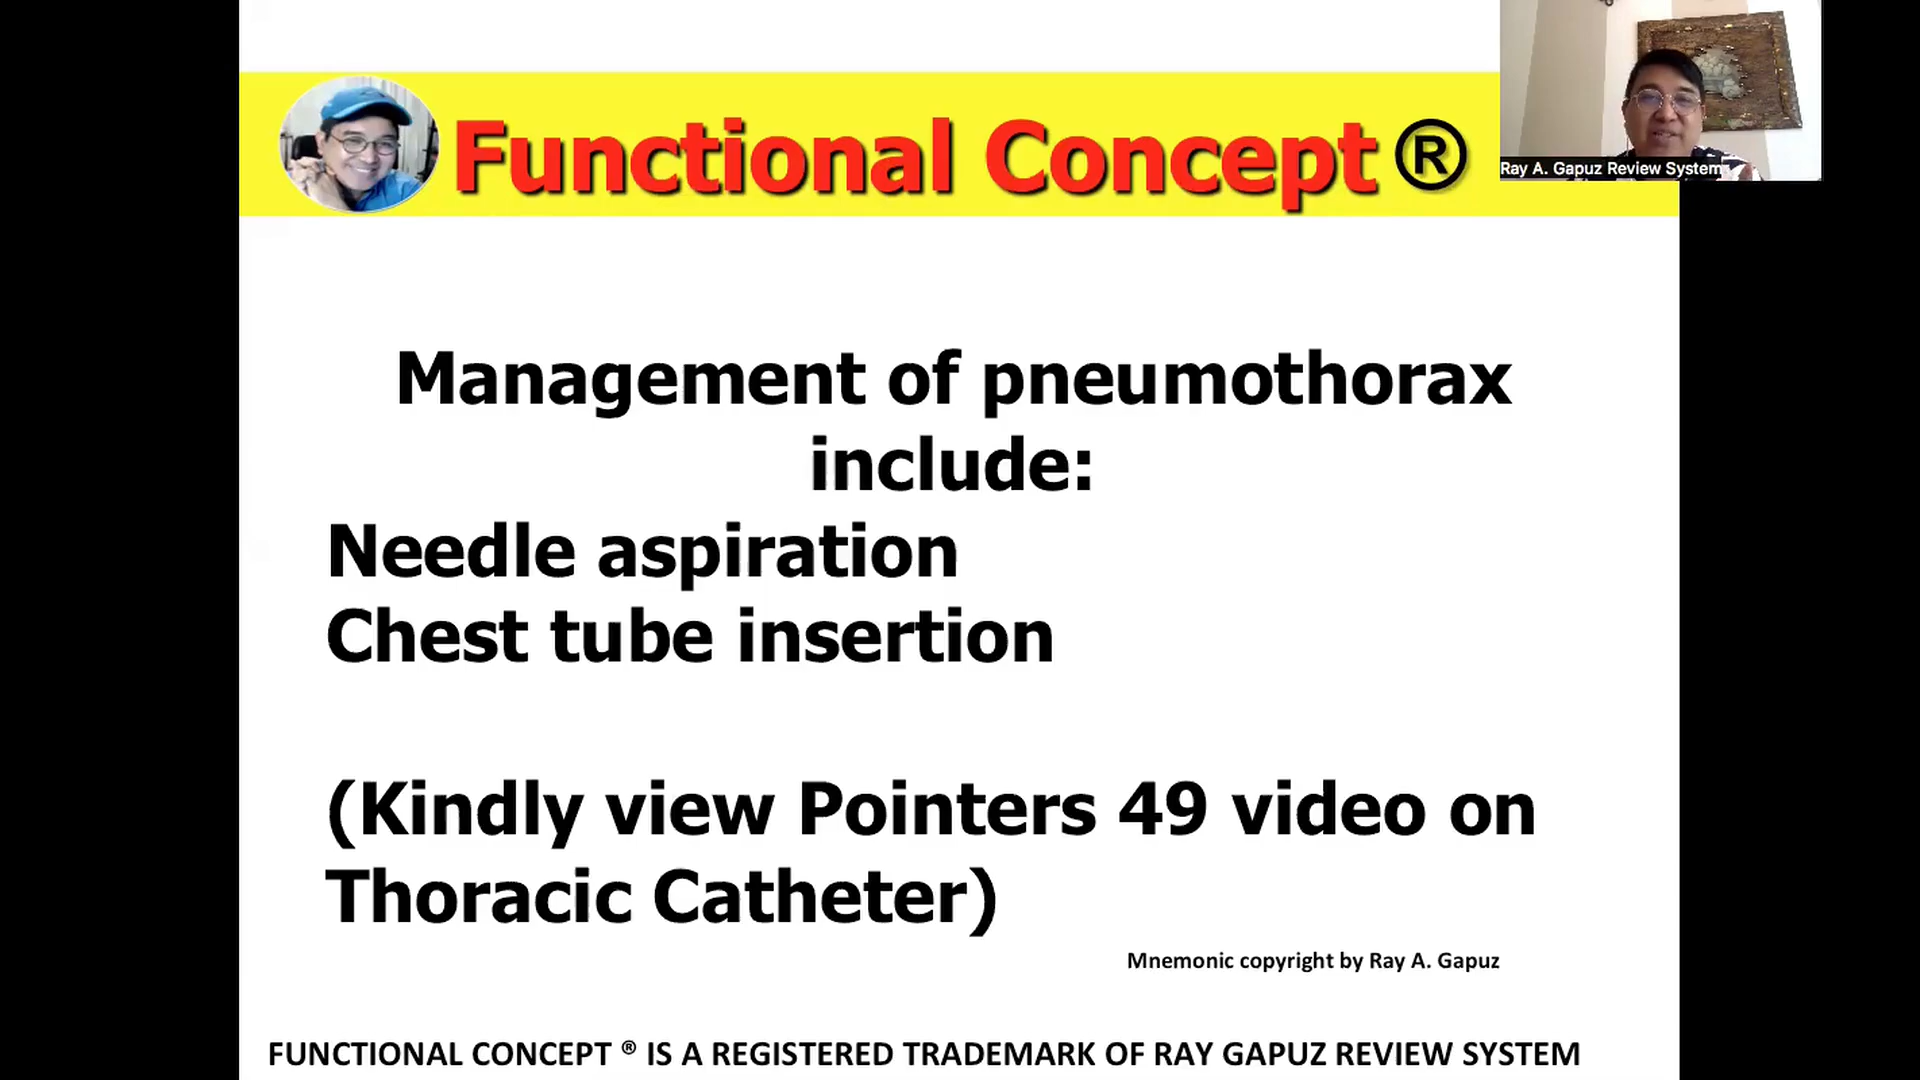 Functional Concept ®
Ray A. Gapuz Review System
Management of pneumothorax
include:
Needle aspiration
Chest tube insertion
(Kindly view Pointers 49 video on
Thoracic Catheter)
Mnemonic copyright by Ray A. Gapuz
FUNCTIONAL CONCEPT ® IS A REGISTERED TRADEMARK OF RAY GAPUZ REVIEW SYSTEM